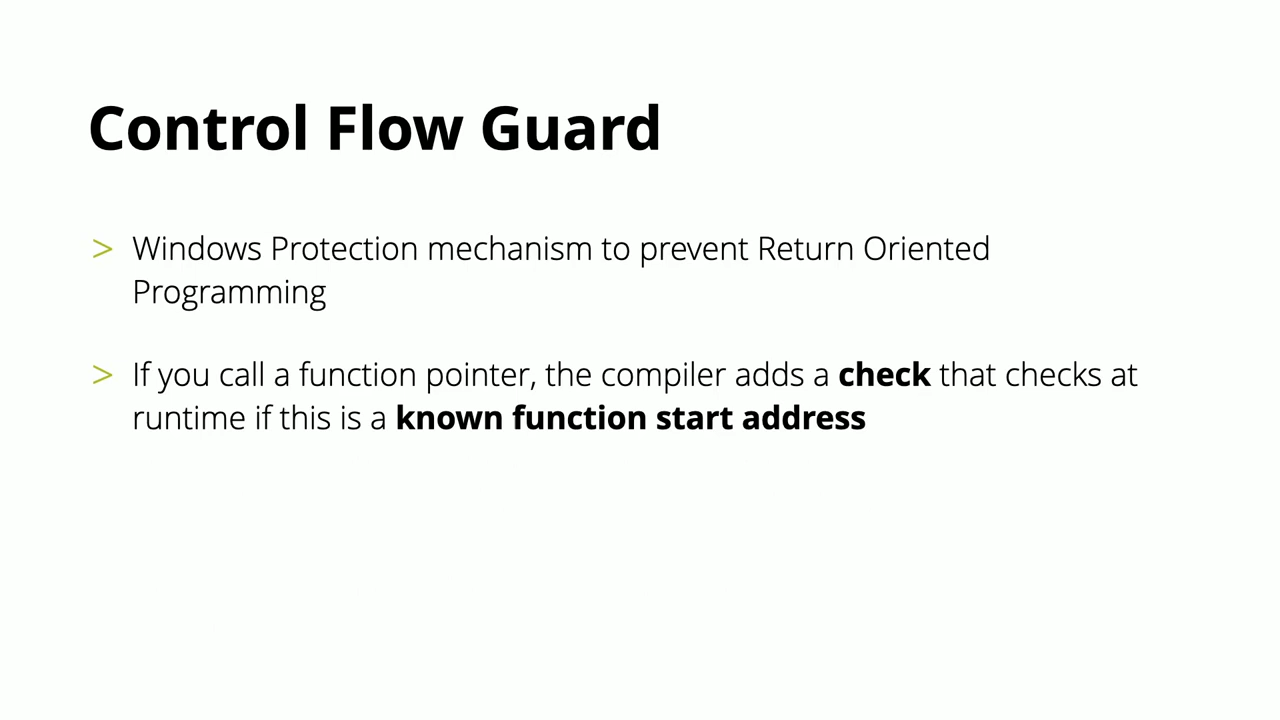 Control Flow Guard
> Windows Protection mechanism to prevent Return Oriented
Programming
> If you call a function pointer, the compiler adds a check that checks at
runtime if this is a known function start address